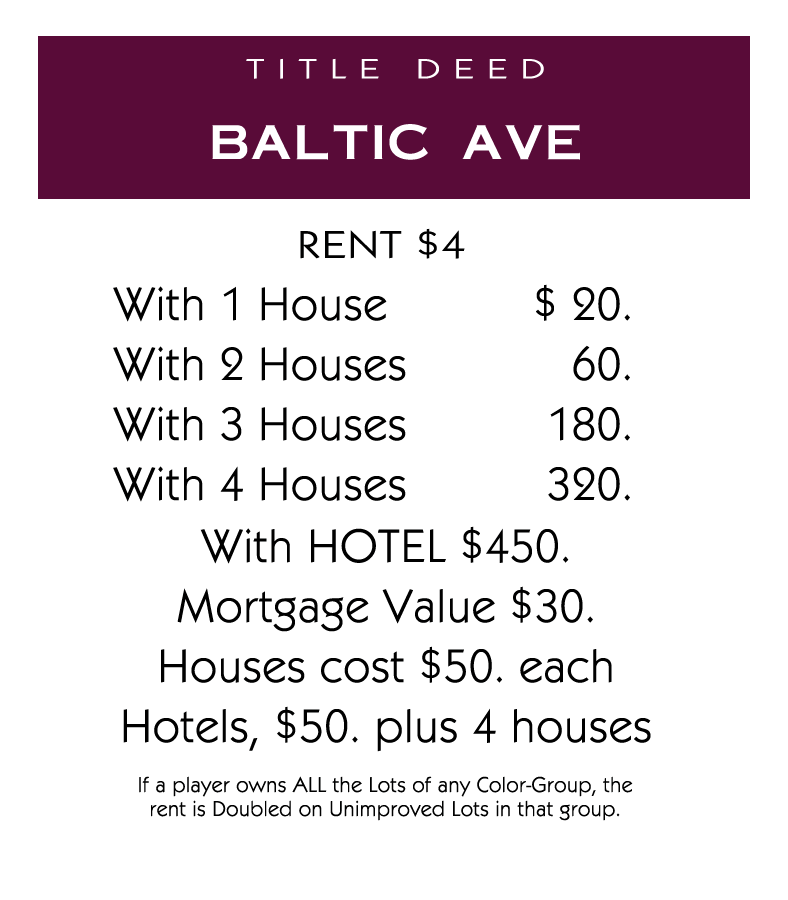 TITLE DEED
BALTIC AVE
RENT $4
With 1 House $ 20.
With 2 Houses 60.
With 3 Houses 180.
With 4 Houses 320.
With HOTEL $450.
Mortgage Value $30.
Houses cost $50. each
Hotels, $50. plus 4 houses
If a player owns ALL the Lots of any Color-Group, the
rent is Doubled on Unimproved Lots in that group.